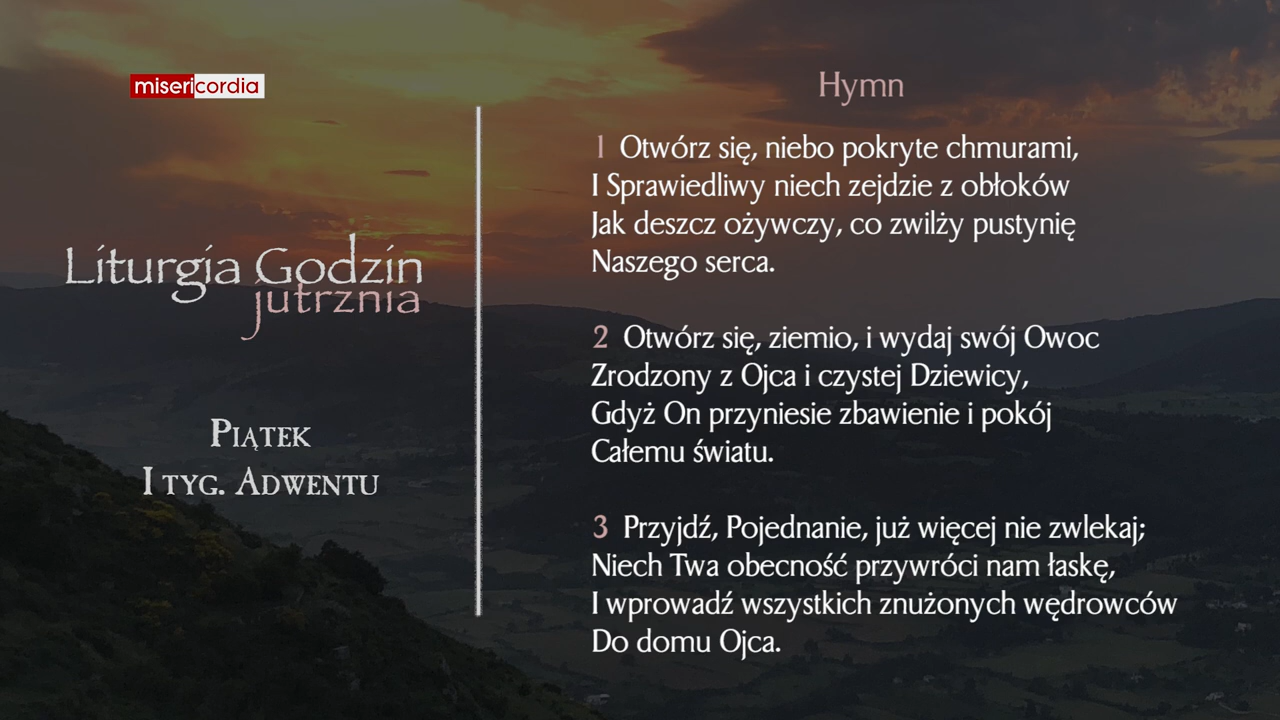 misericordia
Liturgia Godzin
jutrznia
Piątek
I tyg. Adwentu
Hymn
1 Otwórz się, niebo pokryte chmurami,
I Sprawiedliwy niech zejdzie z obłoków
Jak deszcz ożywczy, co zwilży pustynię
Naszego serca.
2 Otwórz się, ziemio, i wydaj swój Owoc
Zrodzony z Ojca i czystej Dziewicy,
Gdyż On przyniesie zbawienie i pokój
Całemu światu.
3 Przyjdź, Pojednanie, już więcej nie zwlekaj;
Niech Twa obecność przywróci nam łaskę,
I wprowadź wszystkich znużonych wędrowców
Do domu Ojca.